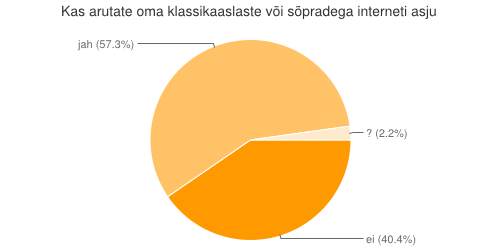 Kas arutate oma klassikaaslaste või sõpradega interneti asju
jah (57.3%)
? (2.2%)
ei (40.4%)